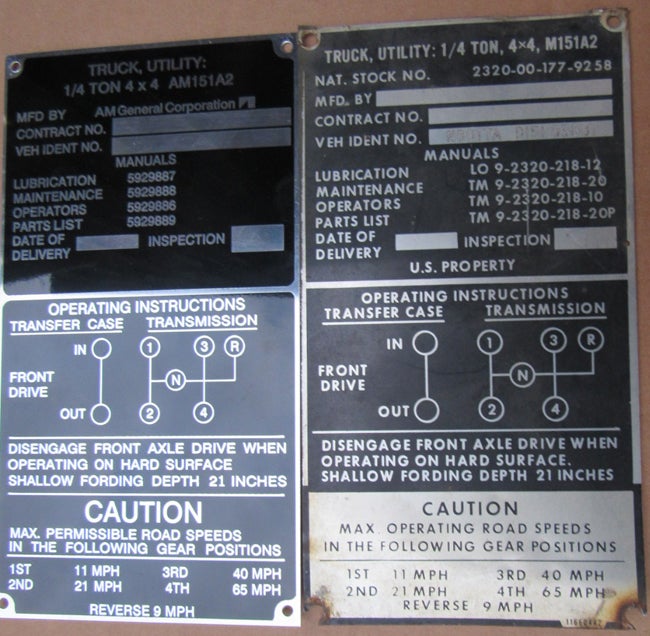 TRUCK, UTILITY:
1/4 TON 4 x 4 AM151A2
MFD BY AM General Corporation
CONTRACT NO.
VEH IDENT NO.
MANUALS
LUBRICATION 5929887
MAINTENANCE 5929888
OPERATORS 5929886
PARTS LIST 5929889
DATE OF
DELIVERY INSPECTION
OPERATING INSTRUCTIONS
TRANSFER CASE TRANSMISSION
IN 1 3 R
FRONT
DRIVE N
OUT 2 4
DISENGAGE FRONT AXLE DRIVE WHEN
OPERATING ON HARD SURFACE
SHALLOW FORDING DEPTH 21 INCHES
CAUTION
MAX. PERMISSIBLE ROAD SPEEDS
IN THE FOLLOWING GEAR POSITIONS
1ST 11 MPH 3RD 40 MPH
2ND 21 MPH 4TH 65 MPH
REVERSE 9 MPH
TRUCK, UTILITY: 1/4 TON, 4×4, M151A2
NAT. STOCK NO. 2320-00-177-9258
MFD. BY
CONTRACT NO.
VEH IDENT NO.
MANUALS
LUBRICATION LO 9-2320-218-12
MAINTENANCE TM 9-2320-218-20
OPERATORS TM 9-2320-218-10
PARTS LIST TM 9-2320-218-20P
DATE OF
DELIVERY INSPECTION
U.S. PROPERTY
OPERATING INSTRUCTIONS
TRANSFER CASE TRANSMISSION
IN 1 3 R
FRONT
DRIVE N
OUT 2 4
DISENGAGE FRONT AXLE DRIVE WHEN
OPERATING ON HARD SURFACE.
SHALLOW FORDING DEPTH 21 INCHES
CAUTION
MAX. OPERATING ROAD SPEEDS
IN THE FOLLOWING GEAR POSITIONS
1ST 11 MPH 3RD 40 MPH
2ND 21 MPH 4TH 65 MPH
REVERSE 9 MPH